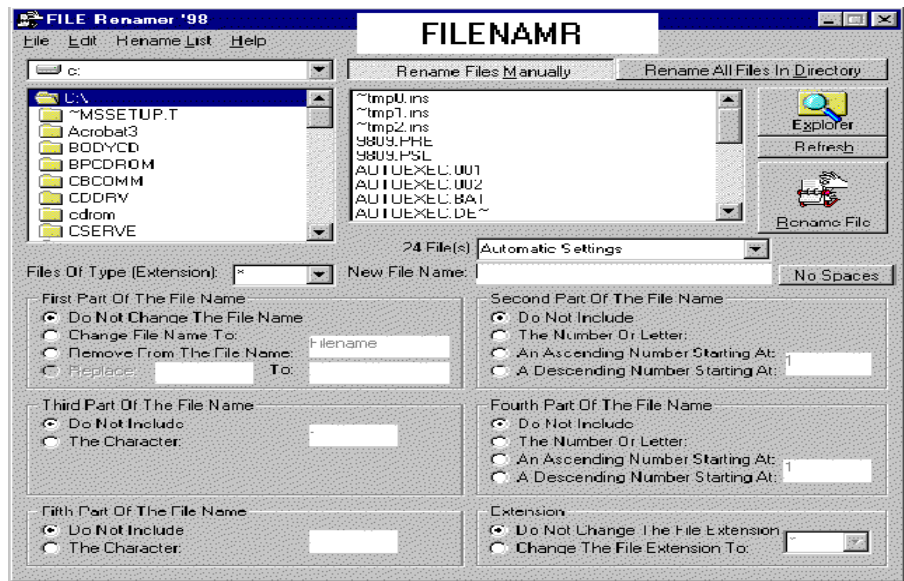 FILE Renamer '98
FILENAMR
File Edit Rename List Help
c:
Rename Files Manually
Rename All Files In Directory
C:\
~MSSETUP.T
Acrobat3
BODYCD
BPCDROM
CBCOMM
CDDRV
cdrom
CSERVE
~tmp0.ins
~tmp1.ins
~tmp2.ins
9809.PRE
9809.PSL
AUTOEXEC.001
AUTOEXEC.002
AUTOEXEC.BAT
AUTOEXEC.DE~
Explorer
Refresh
Rename File
24 File(s)
Automatic Settings
Files Of Type (Extension):
*
New File Name:
No Spaces
First Part Of The File Name
Do Not Change The File Name
Change File Name To:
Remove From The File Name:
Filename
Replace:
To:
Second Part Of The File Name
Do Not Include
The Number Or Letter:
An Ascending Number Starting At:
A Descending Number Starting At:
1
Third Part Of The File Name
Do Not Include
The Character:
Fourth Part Of The File Name
Do Not Include
The Number Or Letter:
An Ascending Number Starting At:
A Descending Number Starting At:
1
Fifth Part Of The File Name
Do Not Include
The Character:
Extension
Do Not Change The File Extension
Change The File Extension To:
*